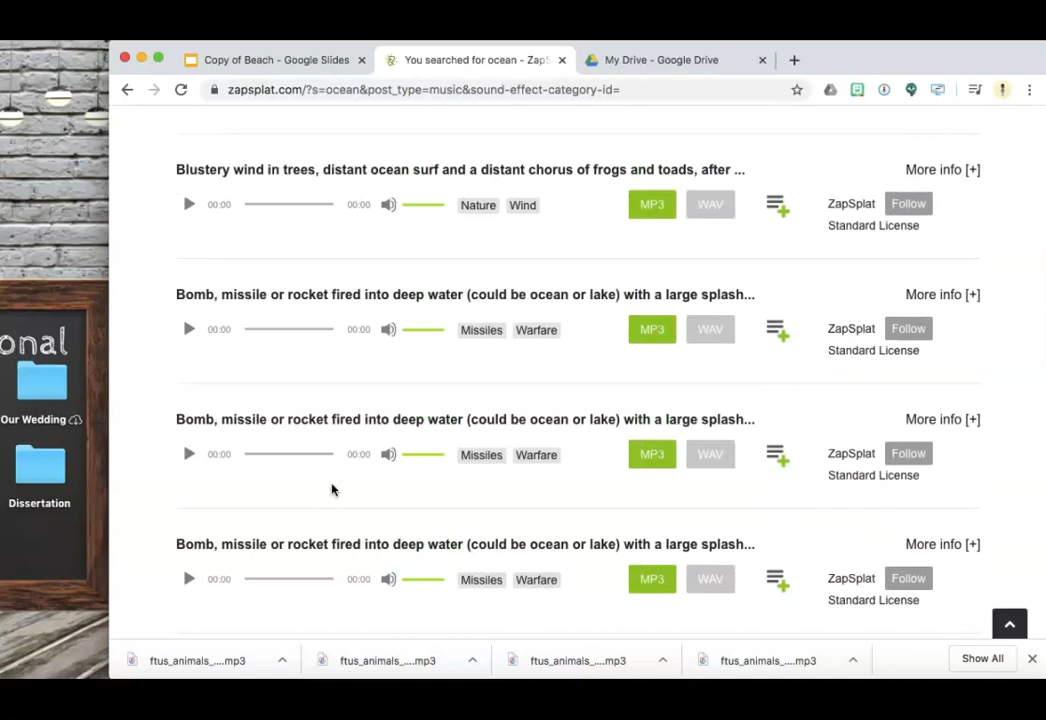 Copy of Beach - Google Slides
You searched for ocean - ZapS
My Drive - Google Drive
zapsplat.com/?s=ocean&post_type=music&sound-effect-category-id=
Blustery wind in trees, distant ocean surf and a distant chorus of frogs and toads, after ...
More info [+]
00:00 00:00 Nature Wind MP3 WAV ZapSplat Follow
Standard License
Bomb, missile or rocket fired into deep water (could be ocean or lake) with a large splash...
More info [+]
00:00 00:00 Missiles Warfare MP3 WAV ZapSplat Follow
Standard License
onal
Our Wedding
Dissertation
Bomb, missile or rocket fired into deep water (could be ocean or lake) with a large splash...
More info [+]
00:00 00:00 Missiles Warfare MP3 WAV ZapSplat Follow
Standard License
Bomb, missile or rocket fired into deep water (could be ocean or lake) with a large splash...
More info [+]
00:00 00:00 Missiles Warfare MP3 WAV ZapSplat Follow
Standard License
ftus_animals_....mp3 ftus_animals_....mp3 ftus_animals_....mp3 ftus_animals_....mp3 Show All